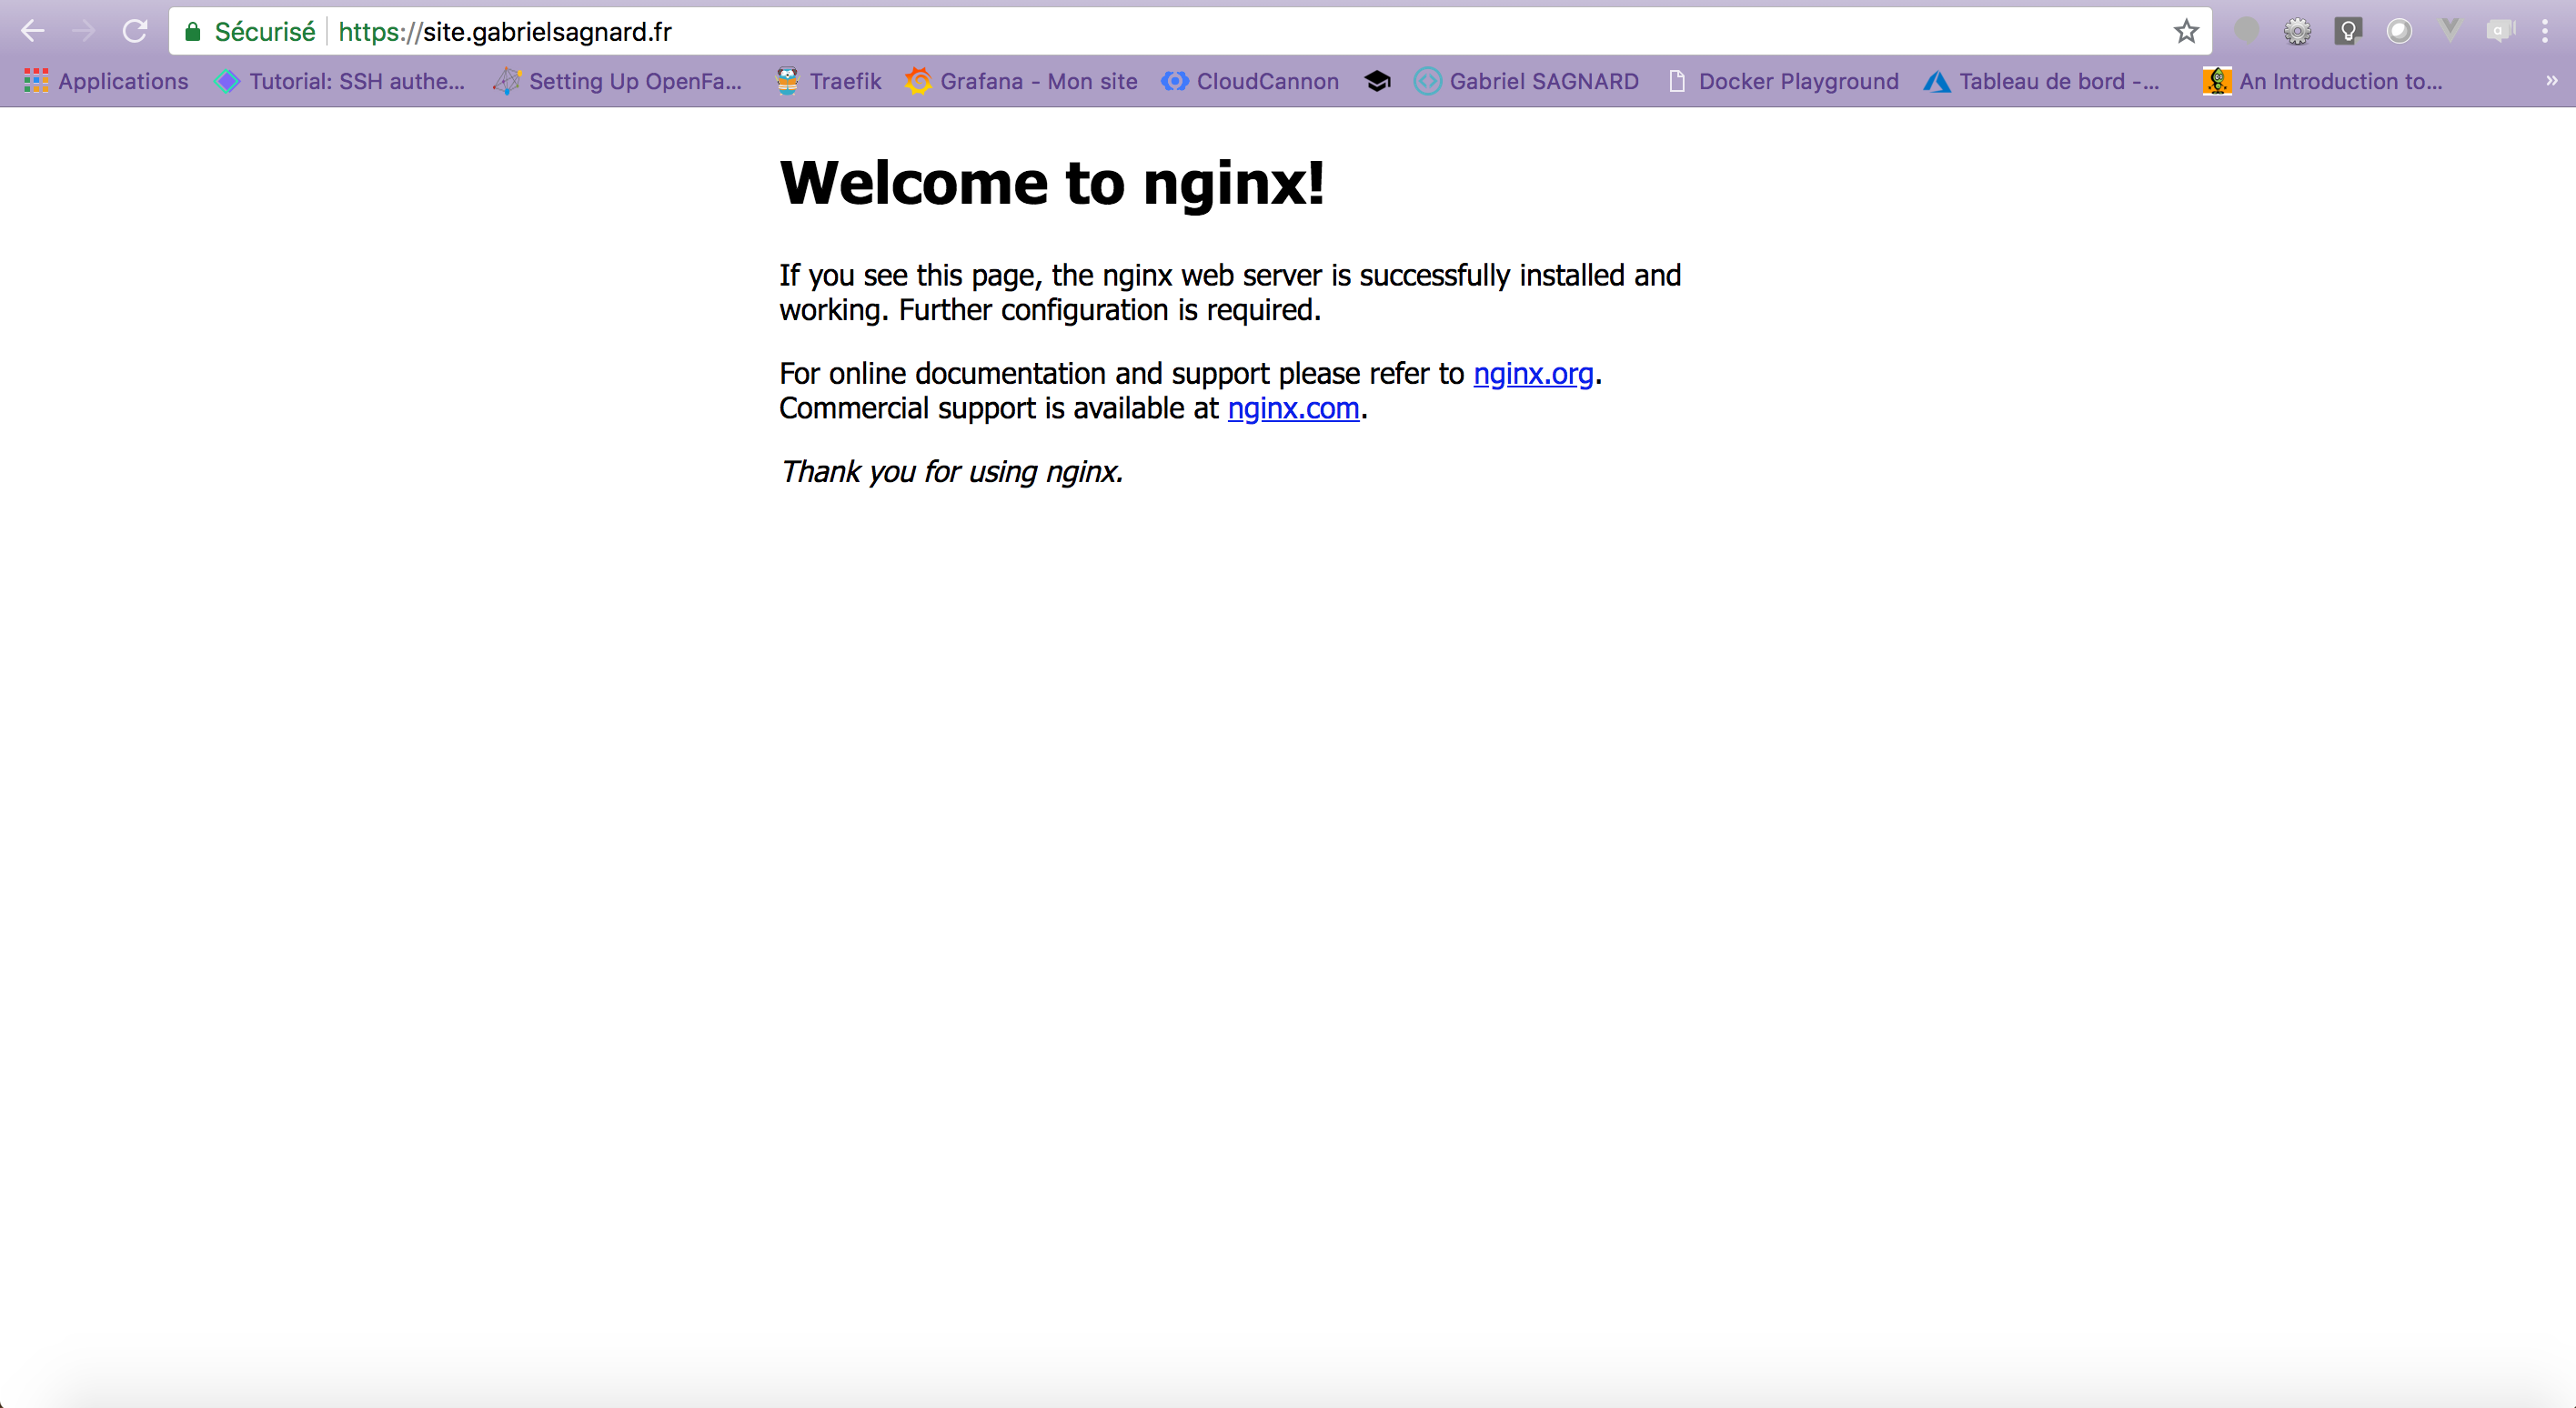 Sécurisé https://site.gabrielsagnard.fr
Applications Tutorial: SSH authe... Setting Up OpenFa... Traefik Grafana - Mon site CloudCannon Gabriel SAGNARD Docker Playground Tableau de bord -... An Introduction to... »
Welcome to nginx!
If you see this page, the nginx web server is successfully installed and
working. Further configuration is required.
For online documentation and support please refer to nginx.org.
Commercial support is available at nginx.com.
Thank you for using nginx.